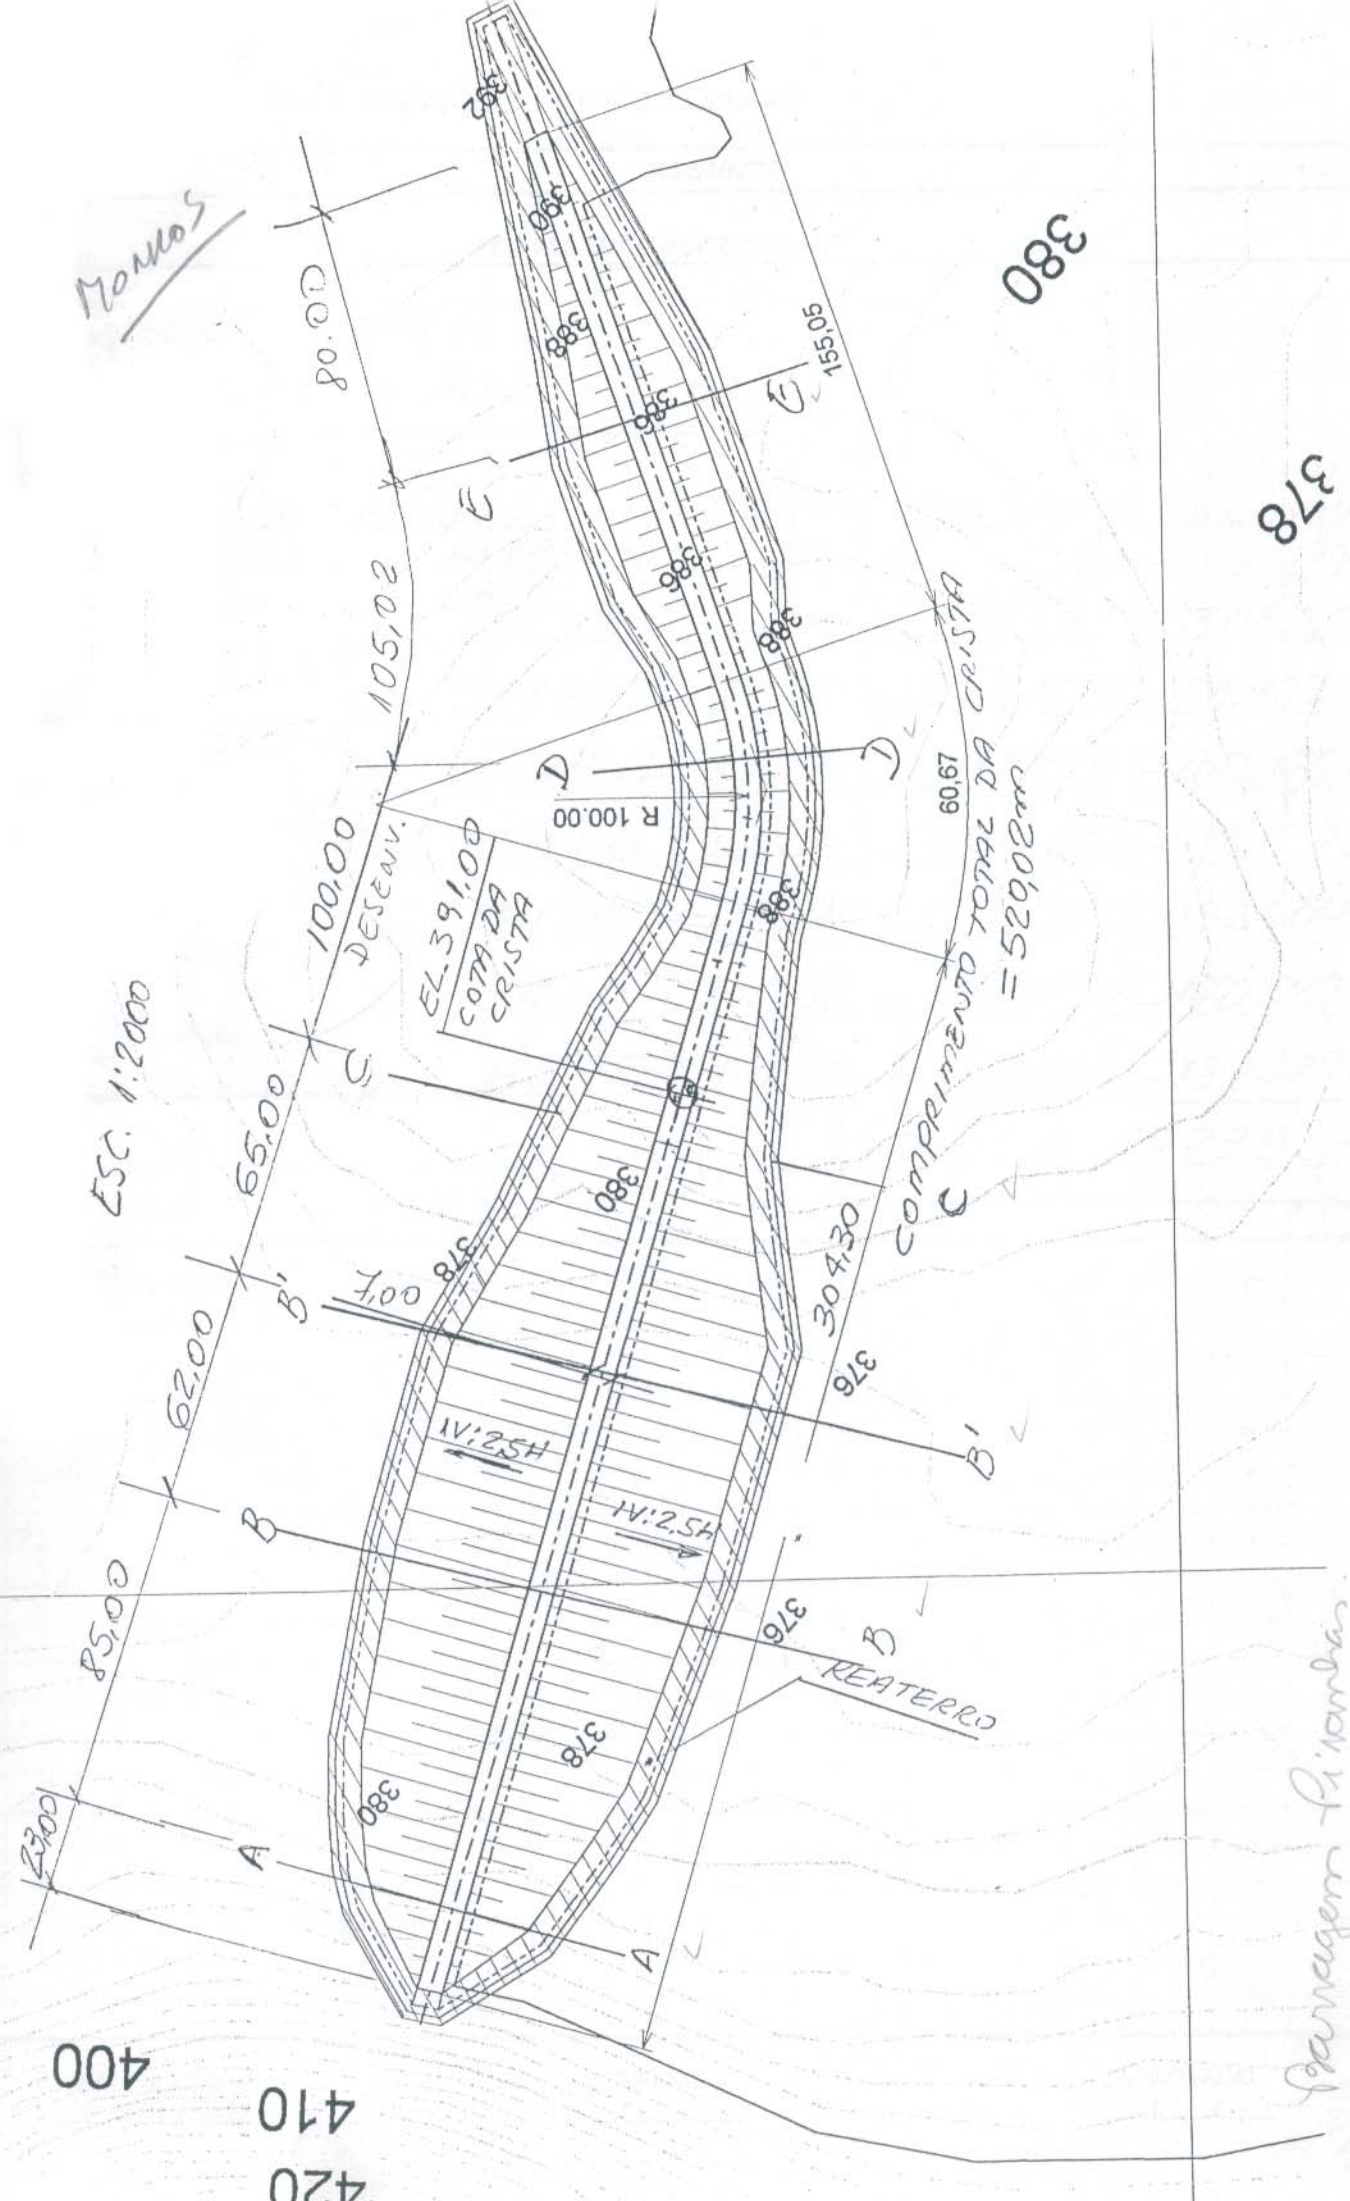 392
MORROS
390
80.00
380
388
155,05
386
E
E
378
105,02
386
388
D
D
R 100.00
60,67
100,00
DESENV.
EL. 391.00
COTA DA
CRISTA
388
COMPRIMENTO TOTAL DA CRISTA
= 520,02m
ESC. 1:2000
C
65,00
380
C
378
304,30
B'
7,00
376
62,00
1V:2,5H
B'
1V:2,5H
B
376
B
85,00
REATERRO
378
380
23,00
A
A
400
410
420
Barragem